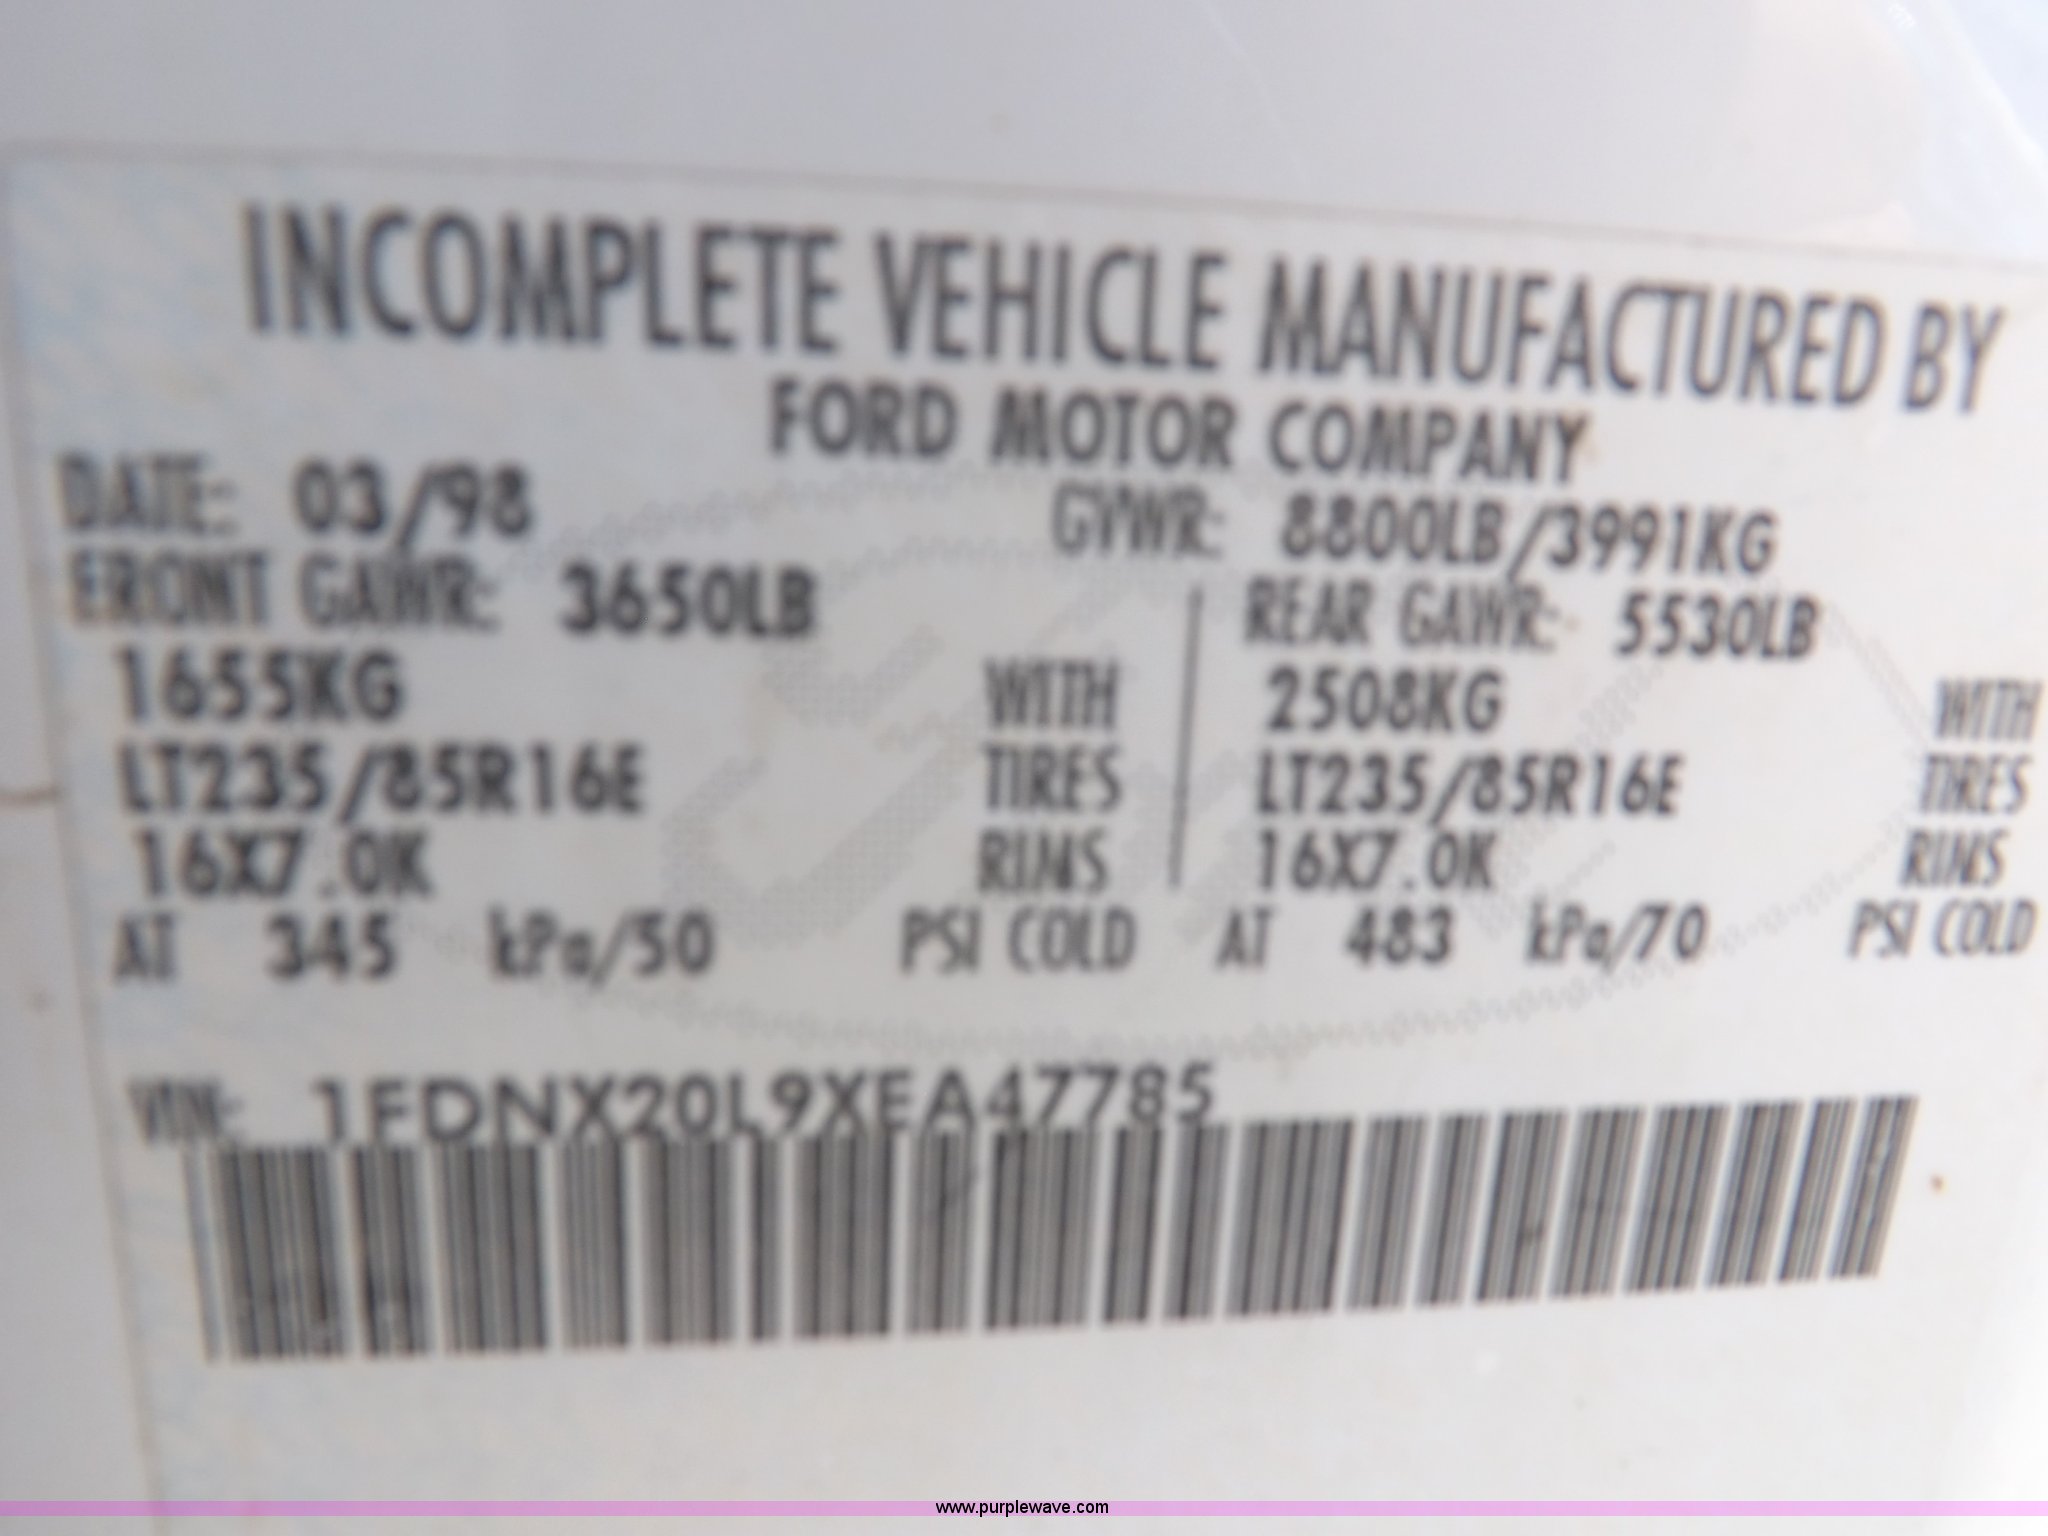 INCOMPLETE VEHICLE MANUFACTURED BY
FORD MOTOR COMPANY
DATE: 03/98 GVWR: 8800LB/3991KG
FRONT GAWR: 3650LB REAR GAWR: 5530LB
1655KG WITH 2508KG WITH
LT235/85R16E TIRES LT235/85R16E TIRES
16X7.0K RIMS 16X7.0K RIMS
AT 345 kPa/50 PSI COLD AT 483 kPa/70 PSI COLD
VIN: 1FDNX20L9XEA47785
www.purplewave.com